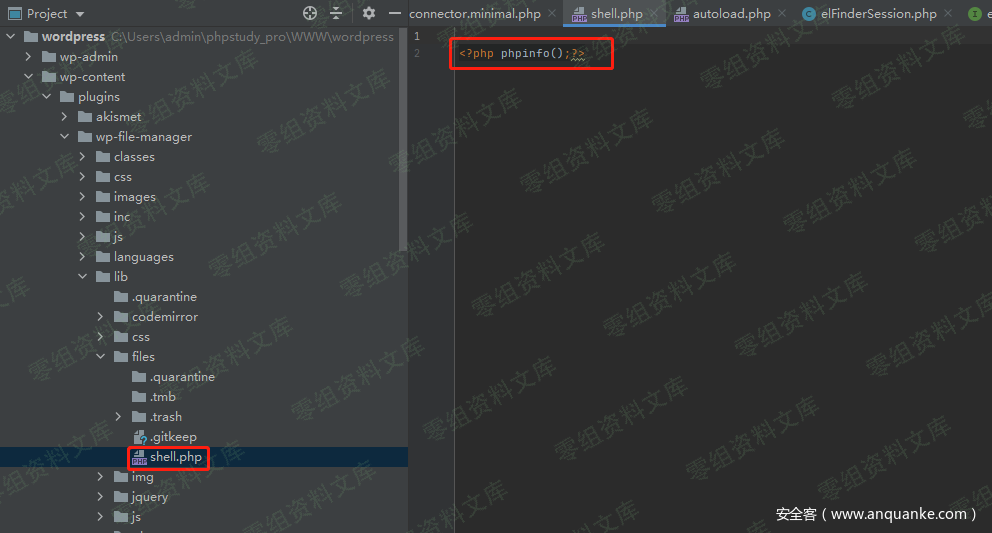 Project
connector.minimal.php
shell.php
autoload.php
elFinderSession.php
e
wordpress C:\Users\admin\phpstudy_pro\WWW\wordpress
wp-admin
wp-content
plugins
akismet
wp-file-manager
classes
css
images
inc
js
languages
lib
.quarantine
codemirror
css
files
.quarantine
.tmb
.trash
.gitkeep
shell.php
img
jquery
js
1
2
<?php phpinfo();?>
零组资料文库
安全客 ( www.anquanke.com )